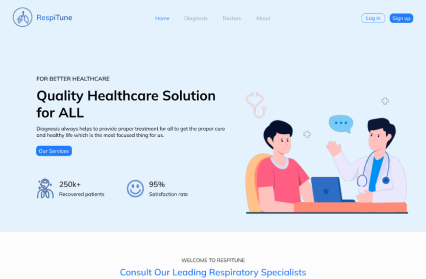 RespiTune
Home
Diagnosis
Doctors
About
Log in
Sign up
FOR BETTER HEALTHCARE
Quality Healthcare Solution
for ALL
Diagnosis always helps to provide proper treatment for all to get the proper cure
and healthy life which is the most focused thing for us.
Our Services
250k+
Recovered patients
95%
Satisfaction rate
WELCOME TO RESPITUNE
Consult Our Leading Respiratory Specialists